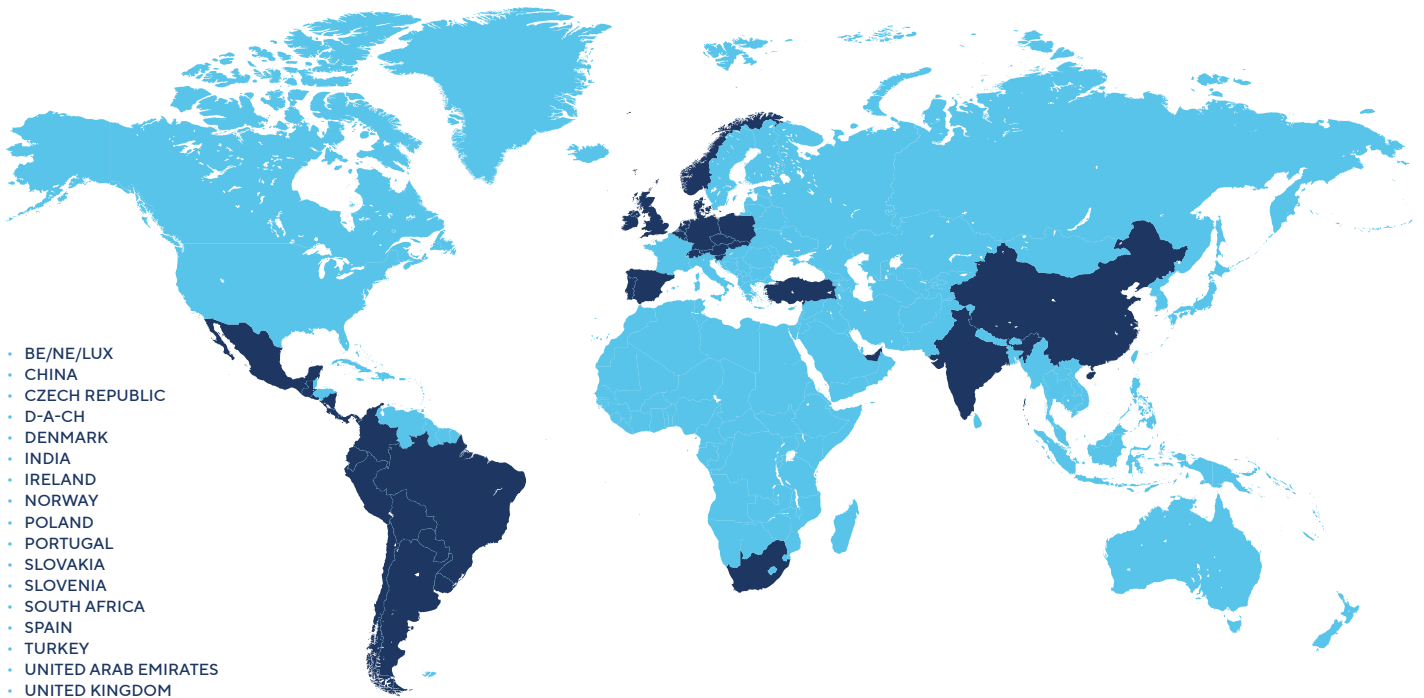 • BE/NE/LUX
• CHINA
• CZECH REPUBLIC
• D-A-CH
• DENMARK
• INDIA
• IRELAND
• NORWAY
• POLAND
• PORTUGAL
• SLOVAKIA
• SLOVENIA
• SOUTH AFRICA
• SPAIN
• TURKEY
• UNITED ARAB EMIRATES
• UNITED KINGDOM